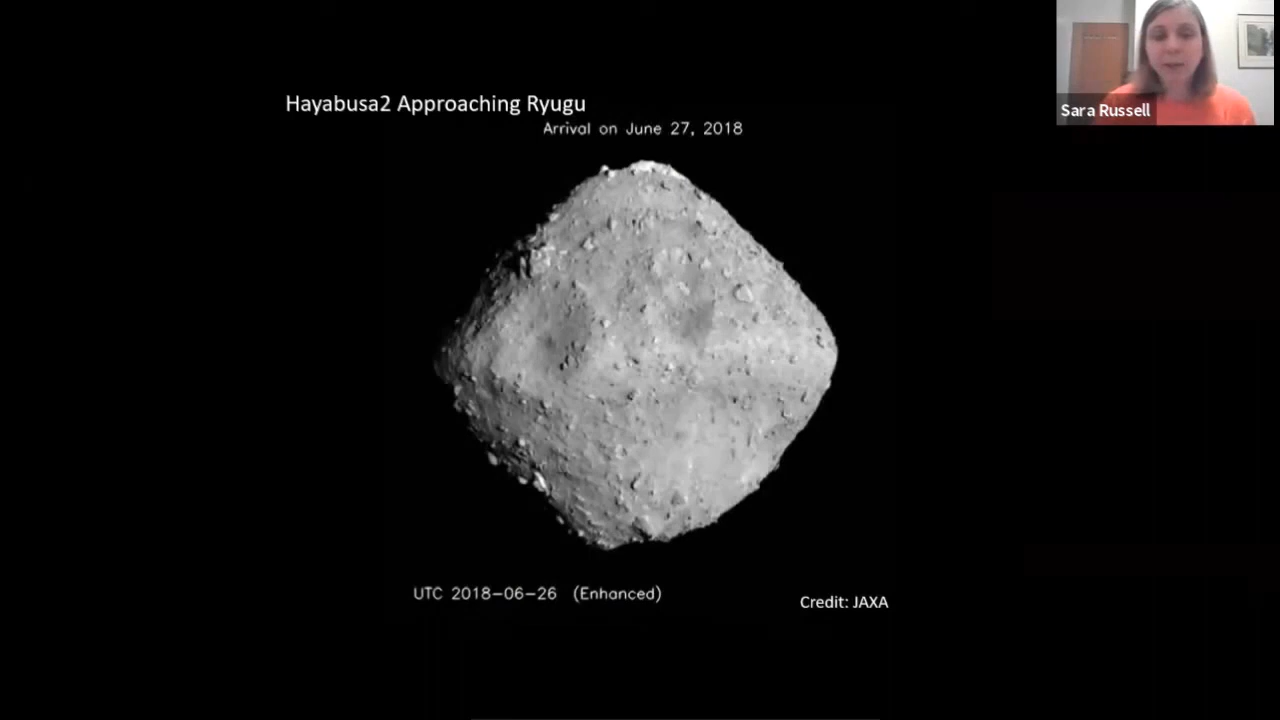 Hayabusa2 Approaching Ryugu
Arrival on June 27, 2018
Sara Russell
UTC 2018-06-26 (Enhanced)
Credit: JAXA